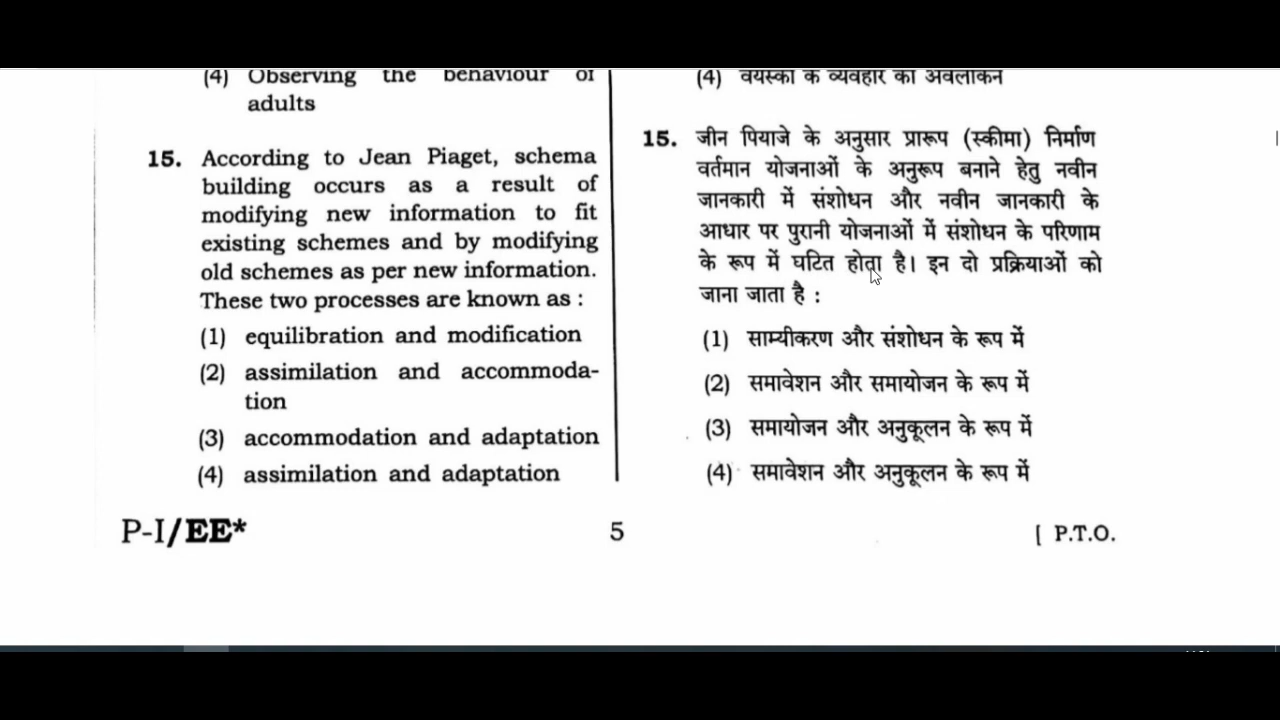 (4) Observing the behaviour of
adults
15. According to Jean Piaget, schema
building occurs as a result of
modifying new information to fit
existing schemes and by modifying
old schemes as per new information.
These two processes are known as :
(1) equilibration and modification
(2) assimilation and accommoda-
tion
(3) accommodation and adaptation
(4) assimilation and adaptation
(4) वयस्कों के व्यवहार का अवलोकन
15. जीन पियाजे के अनुसार प्रारूप (स्कीमा) निर्माण
वर्तमान योजनाओं के अनुरूप बनाने हेतु नवीन
जानकारी में संशोधन और नवीन जानकारी के
आधार पर पुरानी योजनाओं में संशोधन के परिणाम
के रूप में घटित होता है। इन दो प्रक्रियाओं को
जाना जाता है :
(1) साम्यीकरण और संशोधन के रूप में
(2) समावेशन और समायोजन के रूप में
(3) समायोजन और अनुकूलन के रूप में
(4) समावेशन और अनुकूलन के रूप में
P-I/EE* 5 [ P.T.O.